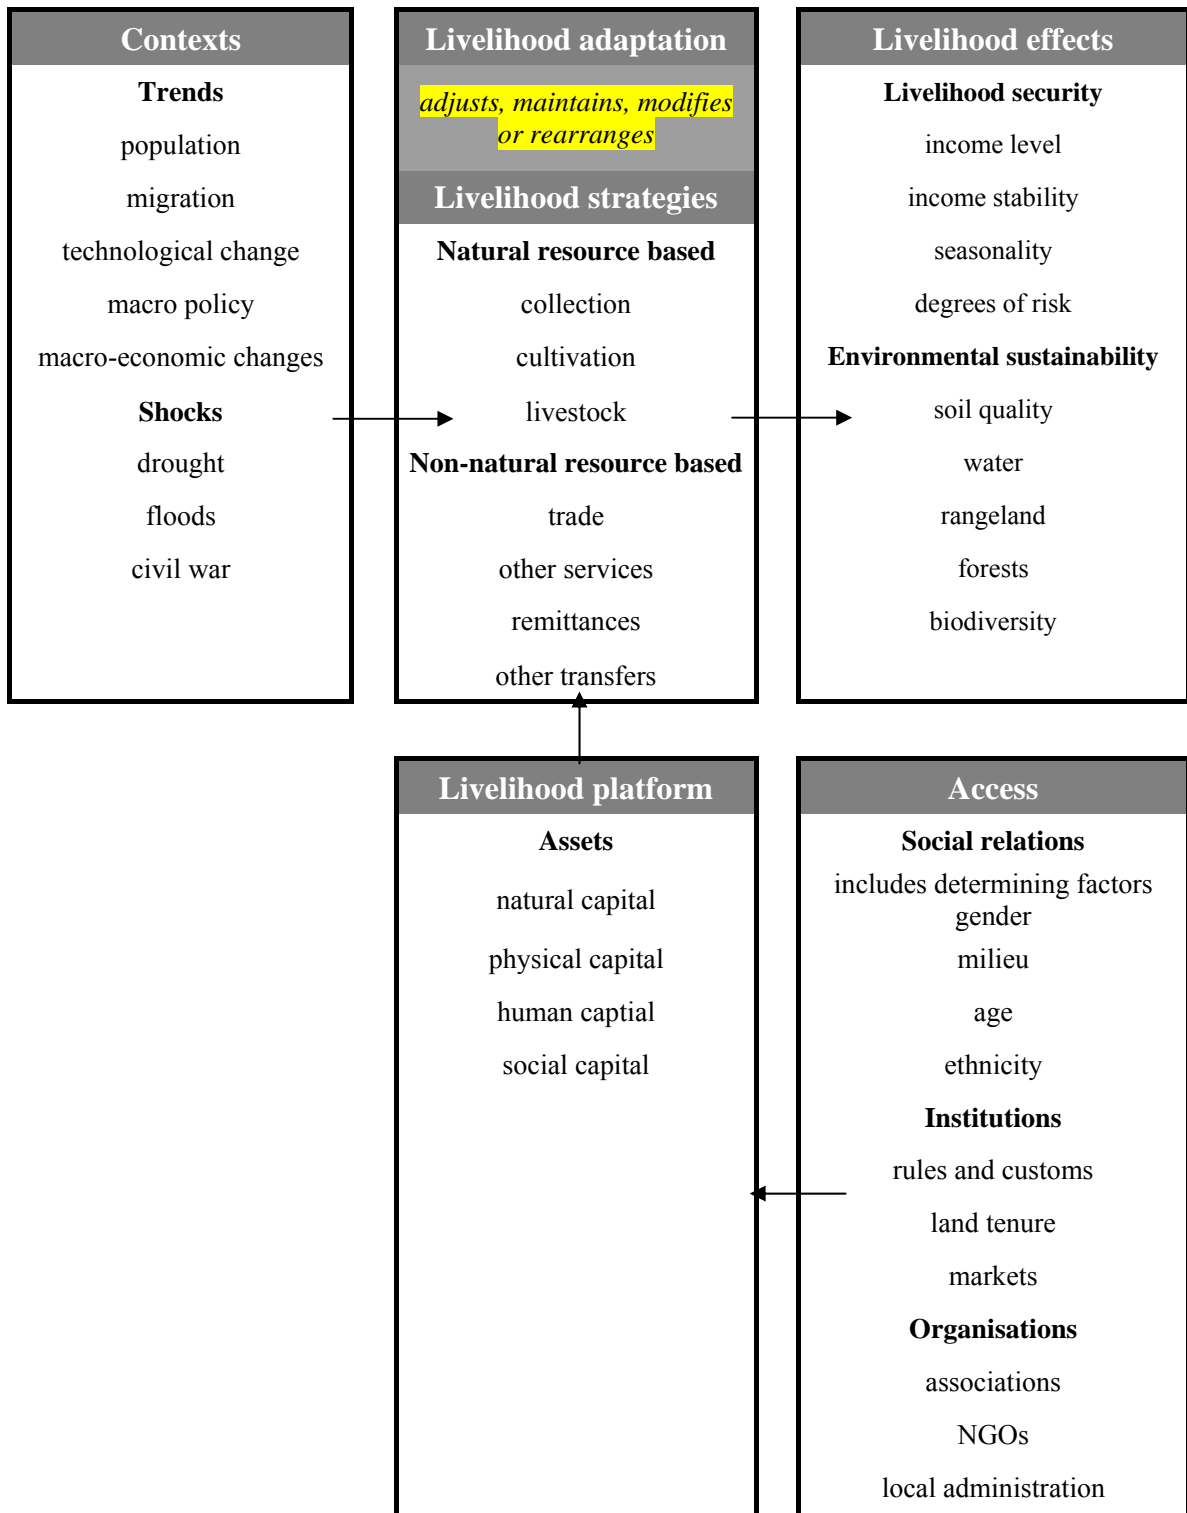 Contexts
Trends
population
migration
technological change
macro policy
macro-economic changes
Shocks
drought
floods
civil war
Livelihood adaptation
adjusts, maintains, modifies
or rearranges
Livelihood strategies
Natural resource based
collection
cultivation
livestock
Non-natural resource based
trade
other services
remittances
other transfers
Livelihood effects
Livelihood security
income level
income stability
seasonality
degrees of risk
Environmental sustainability
soil quality
water
rangeland
forests
biodiversity
Livelihood platform
Assets
natural capital
physical capital
human captial
social capital
Access
Social relations
includes determining factors
gender
milieu
age
ethnicity
Institutions
rules and customs
land tenure
markets
Organisations
associations
NGOs
local administration